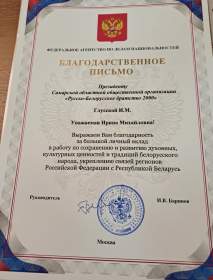 ФЕДЕРАЛЬНОЕ АГЕНТСТВО ПО ДЕЛАМ НАЦИОНАЛЬНОСТЕЙ
БЛАГОДАРСТВЕННОЕ
ПИСЬМО
Президенту
Самарской областной общественной организации
«Русско-Белорусское братство 2000»
Глуской И.М.
Уважаемая Ирина Михайловна!
Выражаем Вам благодарность
за большой личный вклад
в работу по сохранению и развитию духовных,
культурных ценностей и традиций белорусского
народа, укреплению связей регионов
Российской Федерации с Республикой Беларусь
Руководитель
И.В. Баринов
Москва